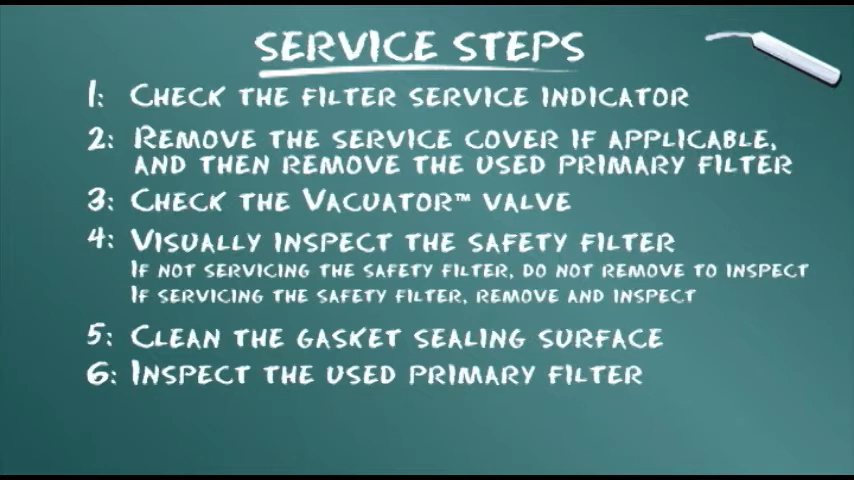 SERVICE STEPS
1: CHECK THE FILTER SERVICE INDICATOR
2: REMOVE THE SERVICE COVER IF APPLICABLE,
AND THEN REMOVE THE USED PRIMARY FILTER
3: CHECK THE VACUATOR™ VALVE
4: VISUALLY INSPECT THE SAFETY FILTER
IF NOT SERVICING THE SAFETY FILTER, DO NOT REMOVE TO INSPECT
IF SERVICING THE SAFETY FILTER, REMOVE AND INSPECT
5: CLEAN THE GASKET SEALING SURFACE
6: INSPECT THE USED PRIMARY FILTER